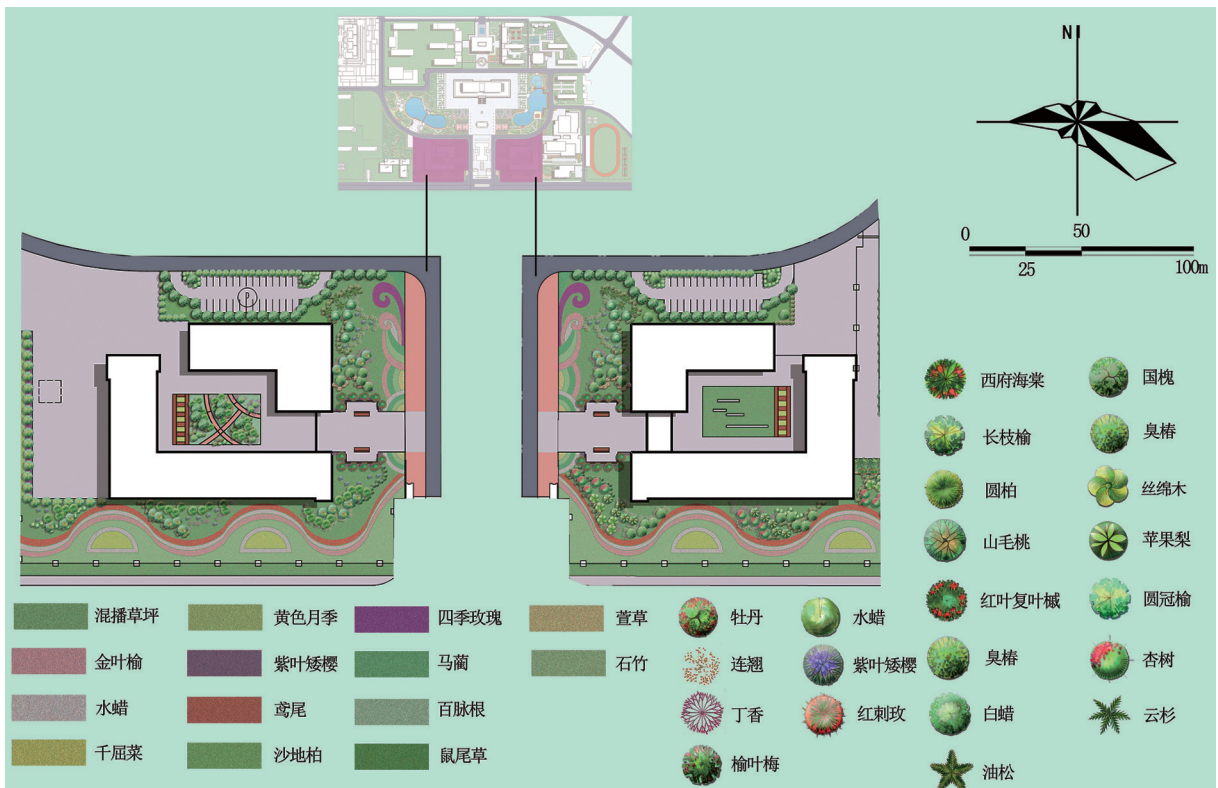 N
0
50
25
100m
P
西府海棠
国槐
长枝榆
臭椿
圆柏
丝绵木
山毛桃
苹果梨
红叶复叶槭
圆冠榆
臭椿
杏树
白蜡
云杉
油松
混播草坪
黄色月季
四季玫瑰
萱草
牡丹
水蜡
金叶榆
紫叶矮樱
马蔺
石竹
连翘
紫叶矮樱
水蜡
鸢尾
百脉根
丁香
红刺玫
千屈菜
沙地柏
鼠尾草
榆叶梅